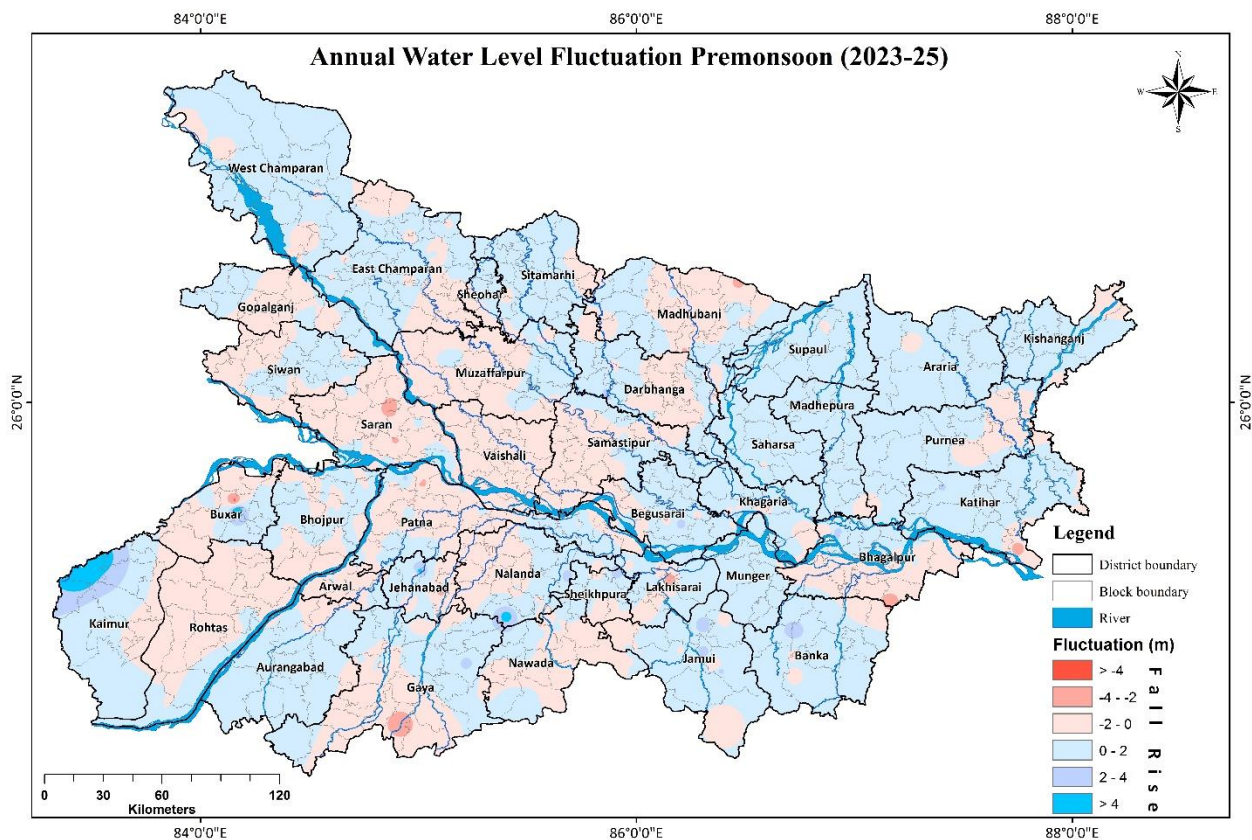 84°0'0"E
86°0'0"E
88°0'0"E
Annual Water Level Fluctuation Premonsoon (2023-25)
N
W
E
S
West Champaran
East Champaran
Sheohar
Sitamarhi
Gopalganj
Madhubani
Kishanganj
Supaul
Araria
Siwan
Muzaffarpur
Darbhanga
Madhepura
26°0'0"N
26°0'0"N
Saran
Vaishali
Samastipur
Saharsa
Purnea
Buxar
Bhojpur
Patna
Begusarai
Khagaria
Katihar
Bhagalpur
Kaimur
Rohtas
Arwal
Jehanabad
Nalanda
Sheikhpura
Lakhisarai
Munger
Aurangabad
Gaya
Nawada
Jamui
Banka
Legend
District boundary
Block boundary
River
Fluctuation (m)
> -4
-4 - -2
-2 - 0
0 - 2
2 - 4
> 4
Fall Rise
0 30 60 120
Kilometers
84°0'0"E
86°0'0"E
88°0'0"E